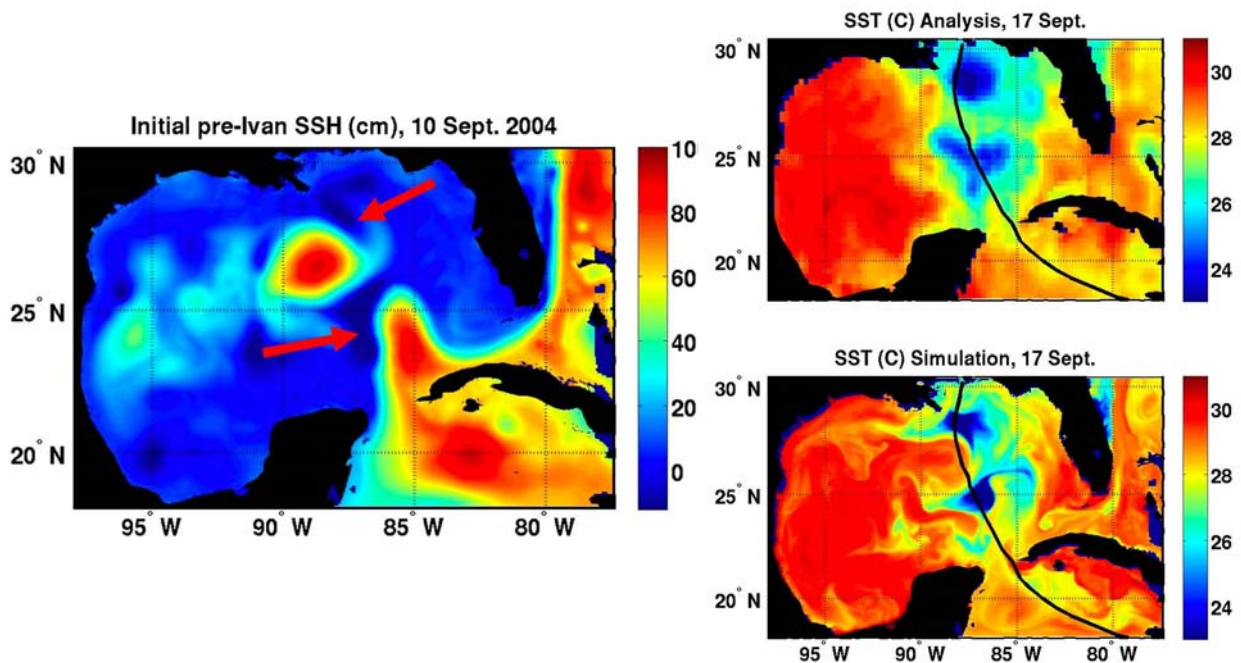 Initial pre-Ivan SSH (cm), 10 Sept. 2004
30° N
25° N
20° N
95° W
90° W
85° W
80° W
10
80
60
40
20
0
SST (C) Analysis, 17 Sept.
30° N
25° N
20° N
30
28
26
24
SST (C) Simulation, 17 Sept.
30° N
25° N
20° N
95° W
90° W
85° W
80° W
30
28
26
24